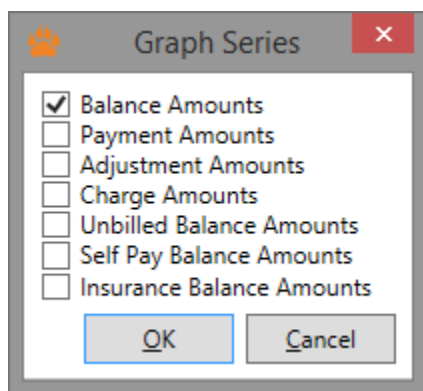 Graph Series
Balance Amounts
Payment Amounts
Adjustment Amounts
Charge Amounts
Unbilled Balance Amounts
Self Pay Balance Amounts
Insurance Balance Amounts
OK Cancel